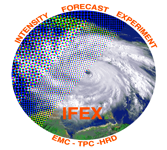 INTENSITY FORECAST EXPERIMENT
IFEX
EMC - TPC -HRD